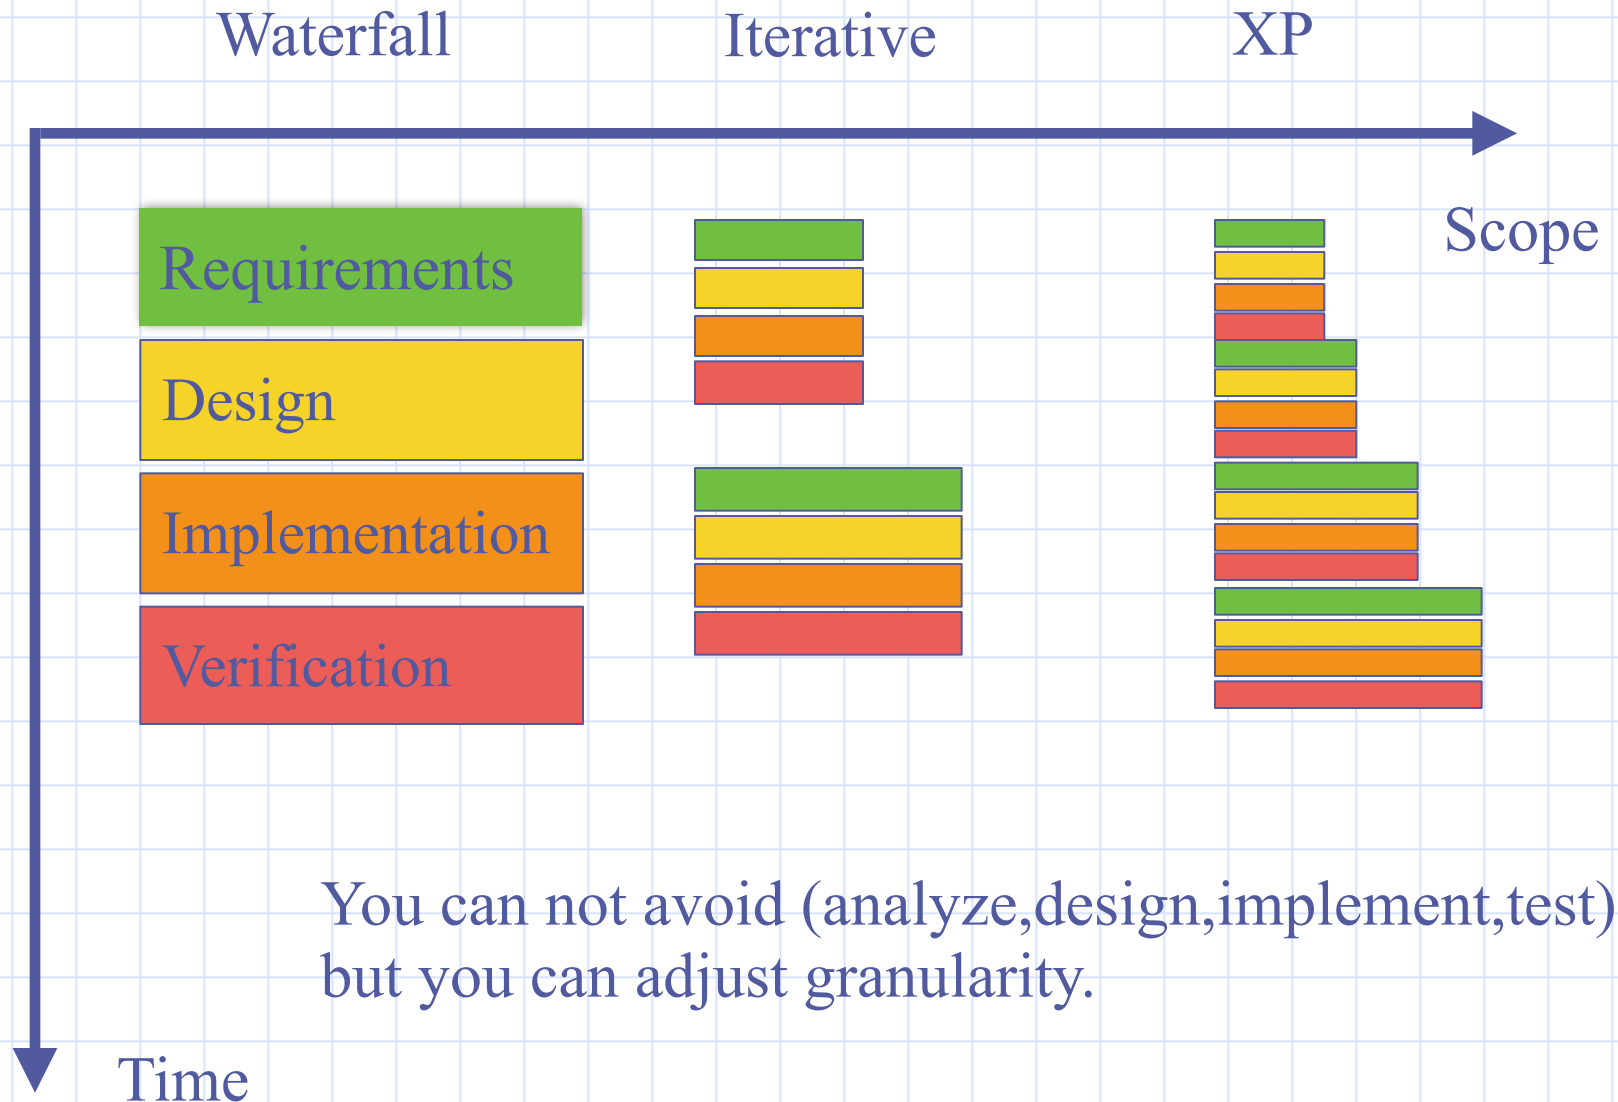 Waterfall
Iterative
XP
Scope
Requirements
Design
Implementation
Verification
You can not avoid (analyze,design,implement,test)
but you can adjust granularity.
Time